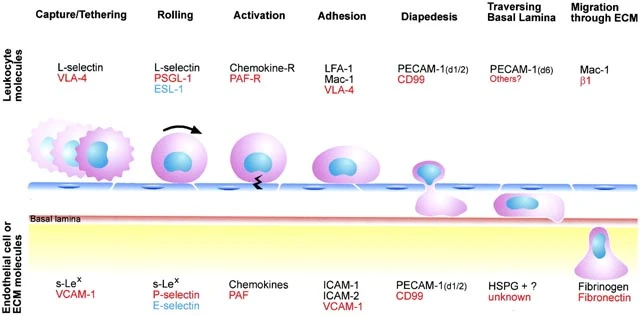 Capture/Tethering Rolling Activation Adhesion Diapedesis Traversing Basal Lamina Migration through ECM
Leukocyte molecules
L-selectin L-selectin Chemokine-R LFA-1 PECAM-1(d1/2) PECAM-1(d6) Mac-1
VLA-4 PSGL-1 PAF-R Mac-1 CD99 Others? β1
ESL-1 VLA-4
Basal lamina
Endothelial cell or ECM molecules
s-Leˣ s-Leˣ Chemokines ICAM-1 PECAM-1(d1/2) HSPG + ? Fibrinogen
VCAM-1 P-selectin PAF ICAM-2 CD99 unknown Fibronectin
E-selectin VCAM-1